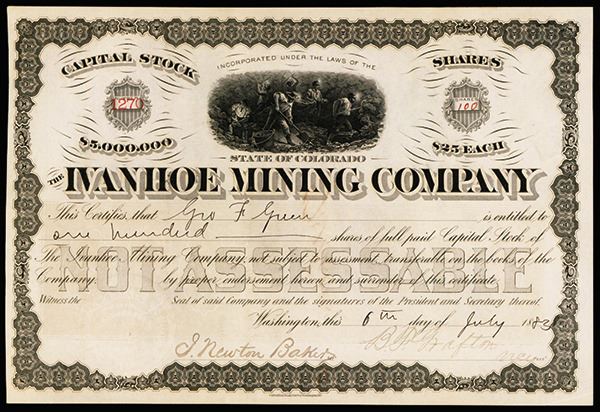 CAPITAL STOCK
1270
$5,000,000
INCORPORATED UNDER THE LAWS OF THE
STATE OF COLORADO
SHARES
SHARES
100
$25 EACH
THE IVANHOE MINING COMPANY
This Certifies, that Geo F Green is entitled to
one hundred shares of full paid Capital Stock of
The Ivanhoe Mining Company, not subject to assessment, transferable on the books of the
Company, by proper endorsement hereon and surrender of this certificate
NOT ASSESSABLE
Witness the Seal of said Company and the signatures of the President and Secretary thereof.
Washington, this 6th day of July 1883
J. Newton Baker
B. F. Grafton